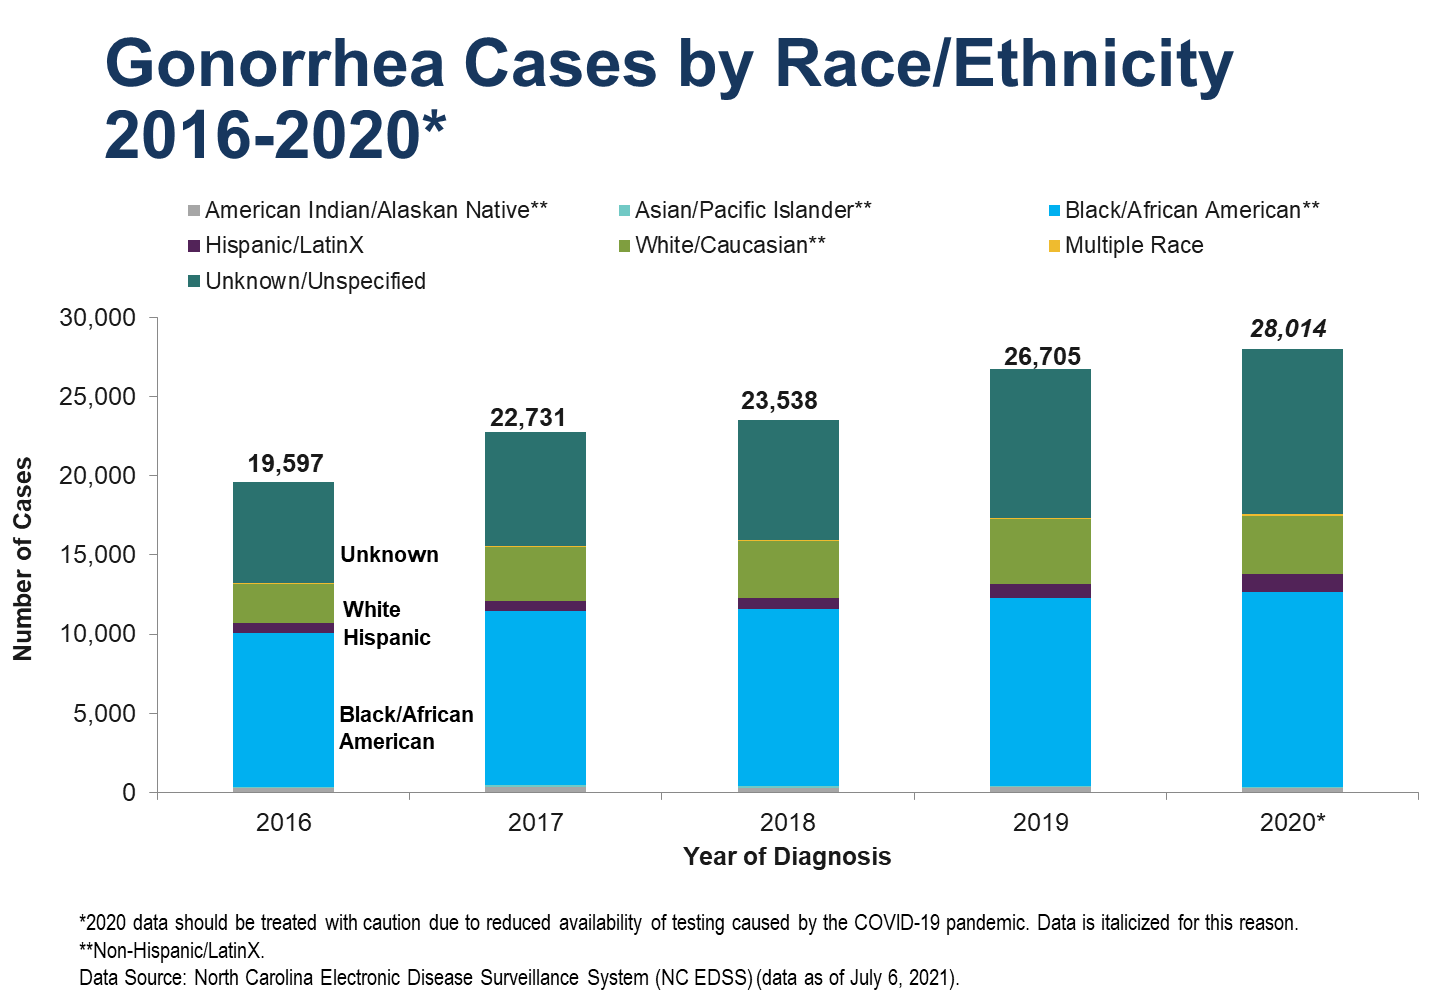 Gonorrhea Cases by Race/Ethnicity
2016-2020*
American Indian/Alaskan Native**
Asian/Pacific Islander**
Black/African American**
Hispanic/LatinX
White/Caucasian**
Multiple Race
Unknown/Unspecified
30,000
25,000
20,000
15,000
10,000
5,000
0
Number of Cases
19,597
22,731
23,538
26,705
28,014
Unknown
White
Hispanic
Black/African
American
2016
2017
2018
2019
2020*
Year of Diagnosis
*2020 data should be treated with caution due to reduced availability of testing caused by the COVID-19 pandemic. Data is italicized for this reason.
**Non-Hispanic/LatinX.
Data Source: North Carolina Electronic Disease Surveillance System (NC EDSS) (data as of July 6, 2021).